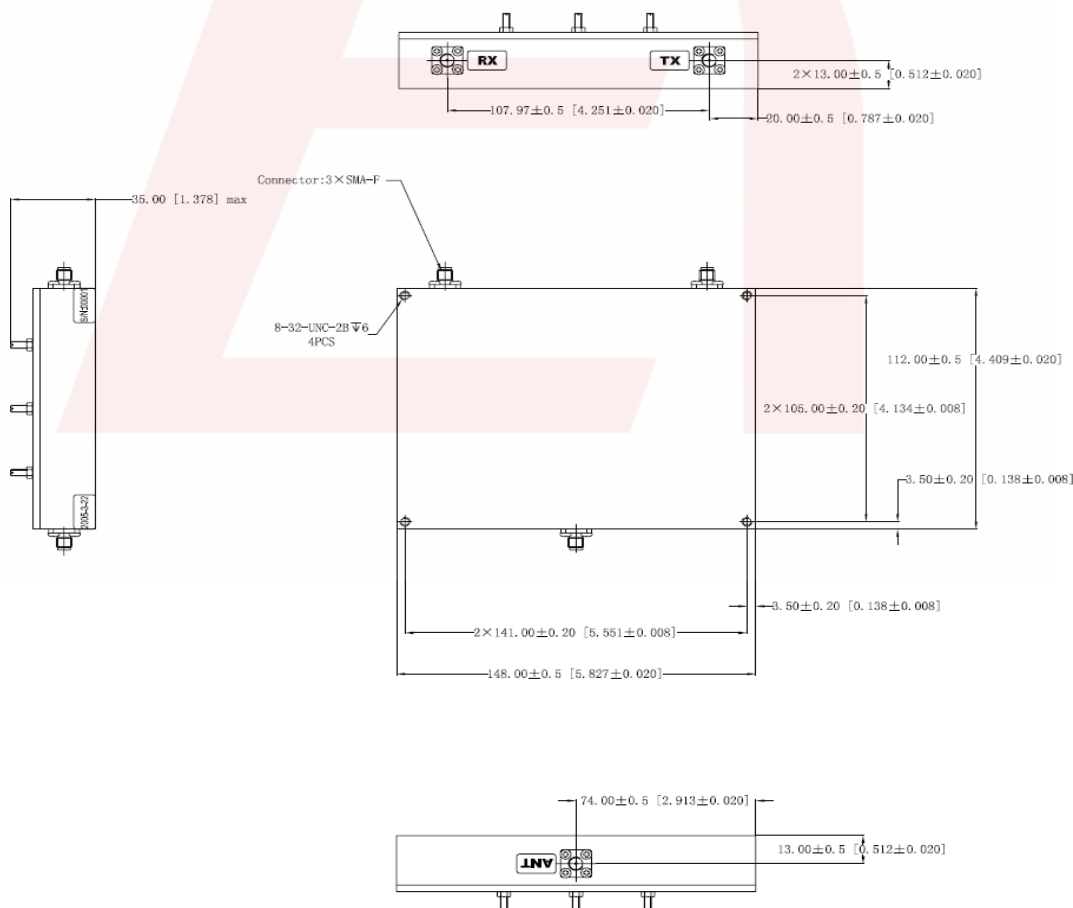 RX
TX
2×13.00±0.5 [0.512±0.020]
107.97±0.5 [4.251±0.020]
20.00±0.5 [0.787±0.020]
Connector:3×SMA-F
35.00 [1.378] max
S/N:00001
8-32-UNC-2B↧6
4PCS
112.00±0.5 [4.409±0.020]
2×105.00±0.20 [4.134±0.008]
3.50±0.20 [0.138±0.008]
2005-3-22
3.50±0.20 [0.138±0.008]
2×141.00±0.20 [5.551±0.008]
148.00±0.5 [5.827±0.020]
74.00±0.5 [2.913±0.020]
13.00±0.5 [0.512±0.020]
ANT